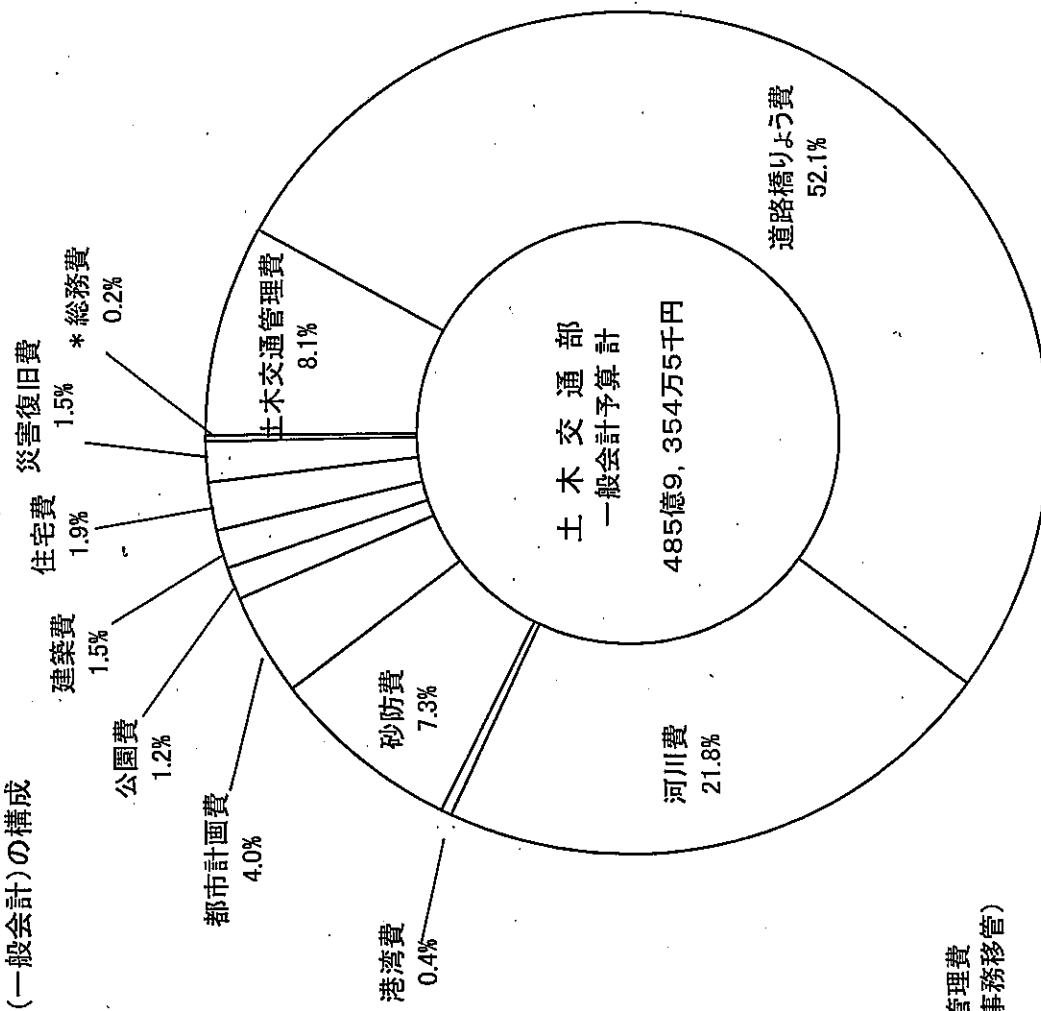 (一般会計)の構成
*総務費
0.2%
災害復旧費
1.5%
住宅費
1.9%
建築費
1.5%
公園費
1.2%
都市計画費
4.0%
港湾費
0.4%
砂防費
7.3%
河川費
21.8%
道路橋りょう費
52.1%
土木交通管理費
8.1%
土木交通部
一般会計予算計
485億9,354万5千円
管理費
事務移管)